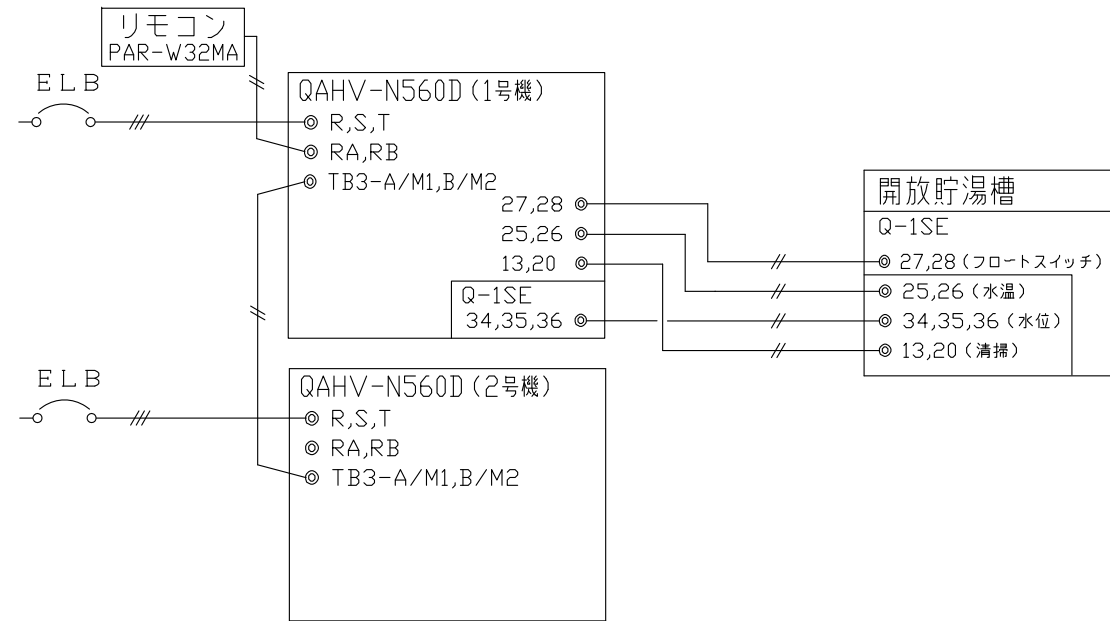 リモコン
PAR-W32MA
ELB
QAHV-N560D(1号機)
R,S,T
RA,RB
TB3-A/M1,B/M2
27,28
25,26
13,20
Q-1SE
34,35,36
開放貯湯槽
Q-1SE
27,28(フロートスイッチ)
25,26(水温)
34,35,36(水位)
13,20(清掃)
ELB
QAHV-N560D(2号機)
R,S,T
RA,RB
TB3-A/M1,B/M2